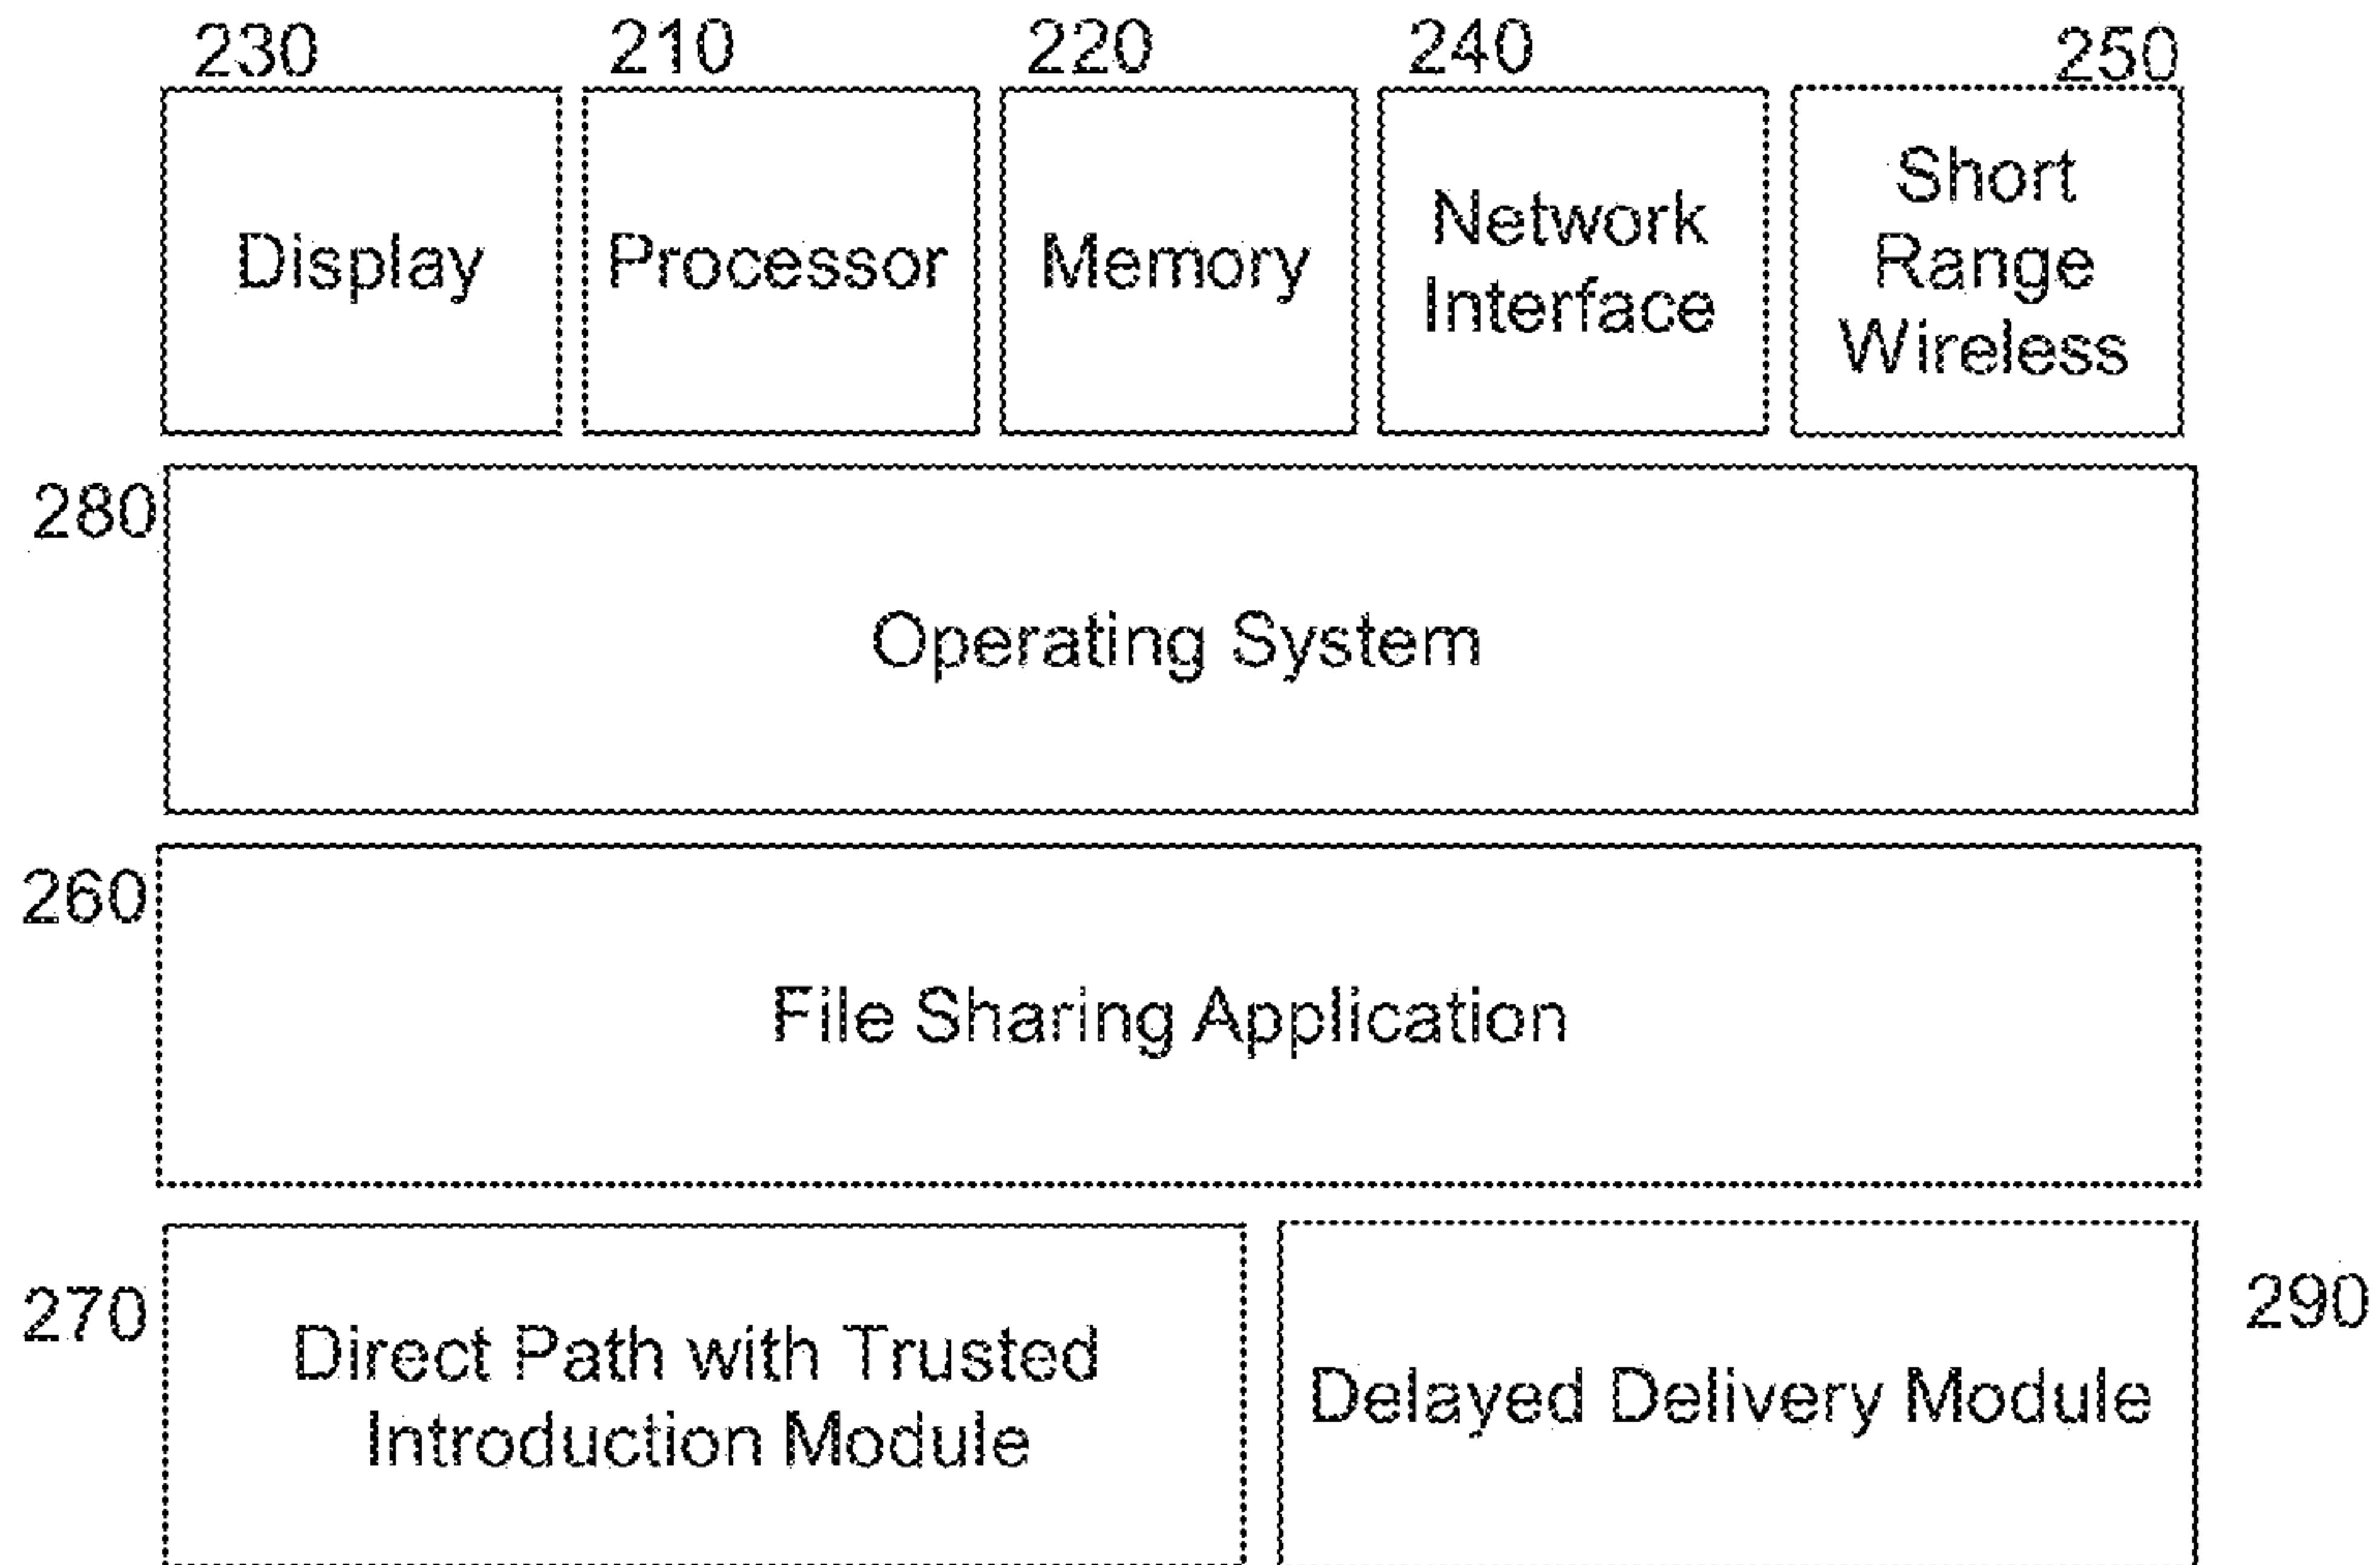 230 210 220 240 250
Display
Processor
Memory
Network
Interface
Short
Range
Wireless
280
Operating System
260
File Sharing Application
270
Direct Path with Trusted
Introduction Module
Delayed Delivery Module
290